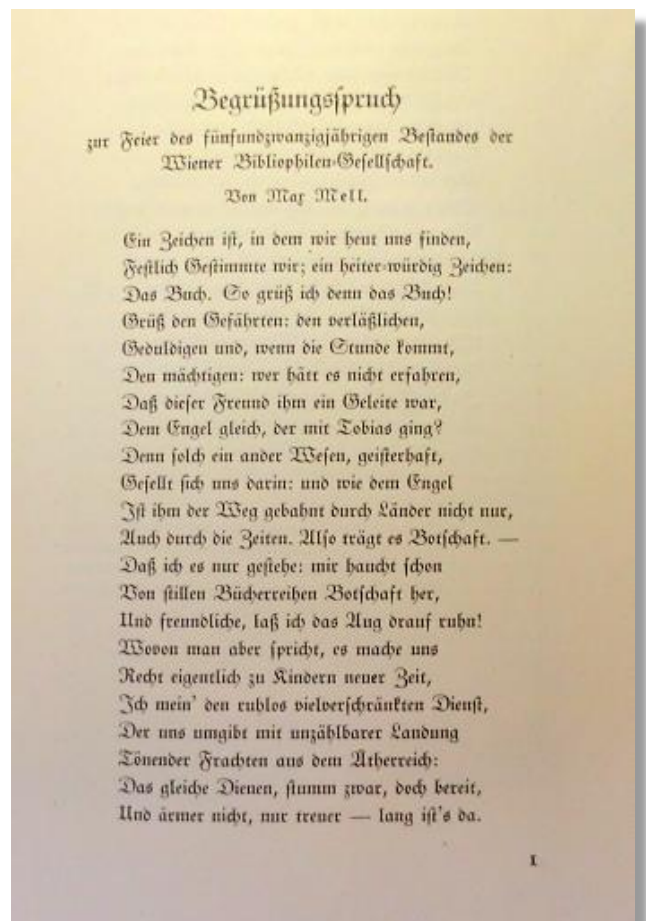 Begrüßungsspruch
zur Feier des fünfundzwanzigjährigen Bestandes der
Wiener Bibliophilen-Gesellschaft.
Von Max Mell.
Ein Zeichen ist, in dem wir heut uns finden,
Festlich Gestimmte wir; ein heiter-würdig Zeichen:
Das Buch. So grüß ich denn das Buch!
Grüß den Gefährten: den verläßlichen,
Geduldigen und, wenn die Stunde kommt,
Den mächtigen: wer hätt es nicht erfahren,
Daß dieser Freund ihm ein Geleite war,
Dem Engel gleich, der mit Tobias ging?
Denn solch ein ander Wesen, geisterhaft,
Gesellt sich uns darin: und wie dem Engel
Ist ihm der Weg gebahnt durch Länder nicht nur,
Auch durch die Zeiten. Also trägt es Botschaft. —
Daß ich es nur gestehe: mir haucht schon
Von stillen Bücherreihen Botschaft her,
Und freundliche, laß ich das Aug drauf ruhn!
Wovon man aber spricht, es mache uns
Recht eigentlich zu Kindern neuer Zeit,
Ich mein' den ruhlos vielverschränkten Dienst,
Der uns umgibt mit unzählbarer Landung
Tönender Frachten aus dem Ätherreich:
Das gleiche Dienen, stumm zwar, doch bereit,
Und ärmer nicht, nur treuer — lang ist's da.
1